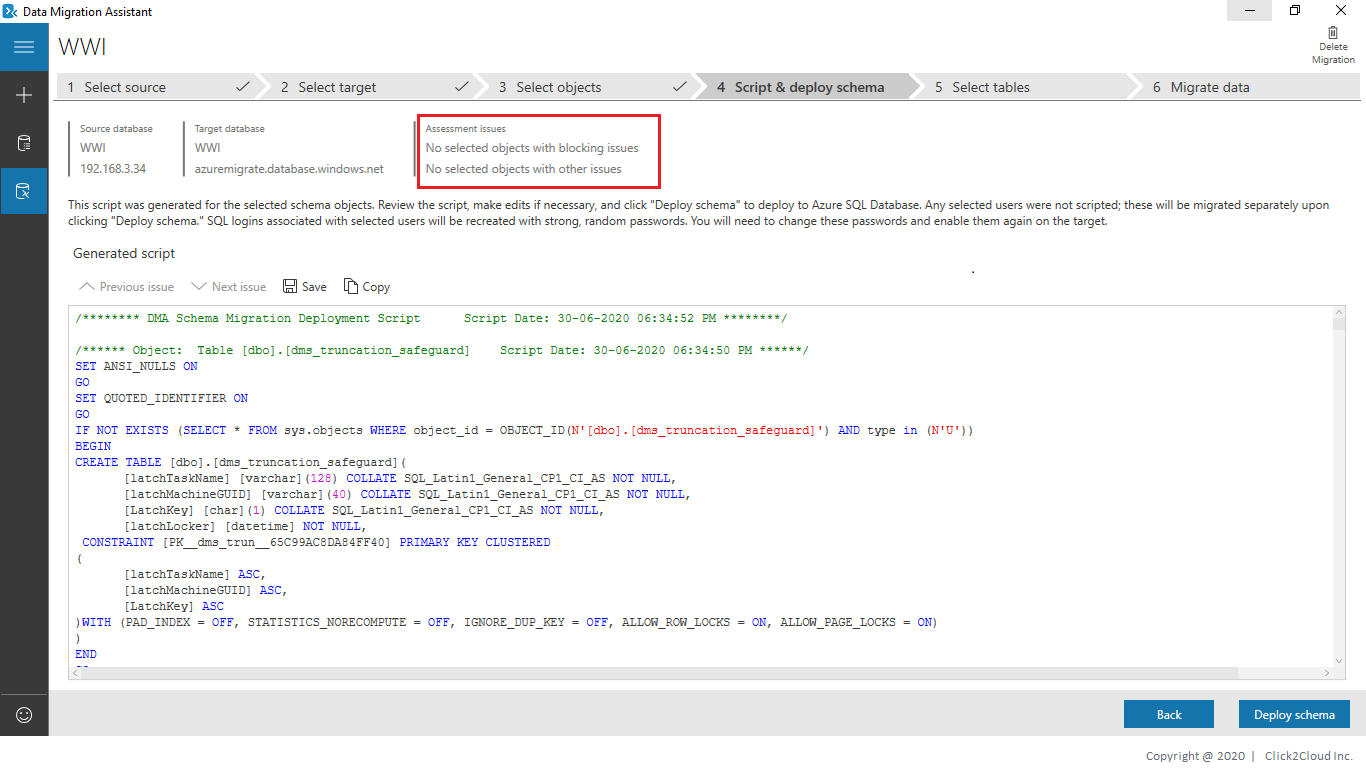 Data Migration Assistant
WWI
Delete
Migration
1 Select source
2 Select target
3 Select objects
4 Script & deploy schema
5 Select tables
6 Migrate data
Source database
WWI
192.168.3.34
Target database
WWI
azuremigrate.database.windows.net
Assessment issues
No selected objects with blocking issues
No selected objects with other issues
This script was generated for the selected schema objects. Review the script, make edits if necessary, and click "Deploy schema" to deploy to Azure SQL Database. Any selected users were not scripted; these will be migrated separately upon
clicking "Deploy schema." SQL logins associated with selected users will be recreated with strong, random passwords. You will need to change these passwords and enable them again on the target.
Generated script
Previous issue Next issue Save Copy
/******** DMA Schema Migration Deployment Script      Script Date: 30-06-2020 06:34:52 PM ********/
/****** Object:  Table [dbo].[dms_truncation_safeguard]    Script Date: 30-06-2020 06:34:50 PM ******/
SET ANSI_NULLS ON
GO
SET QUOTED_IDENTIFIER ON
GO
IF NOT EXISTS (SELECT * FROM sys.objects WHERE object_id = OBJECT_ID(N'[dbo].[dms_truncation_safeguard]') AND type in (N'U'))
BEGIN
CREATE TABLE [dbo].[dms_truncation_safeguard](
[latchTaskName] [varchar](128) COLLATE SQL_Latin1_General_CP1_CI_AS NOT NULL,
[latchMachineGUID] [varchar](40) COLLATE SQL_Latin1_General_CP1_CI_AS NOT NULL,
[LatchKey] [char](1) COLLATE SQL_Latin1_General_CP1_CI_AS NOT NULL,
[latchLocker] [datetime] NOT NULL,
CONSTRAINT [PK__dms_trun__65C99AC8DA84FF40] PRIMARY KEY CLUSTERED
(
[latchTaskName] ASC,
[latchMachineGUID] ASC,
[LatchKey] ASC
)WITH (PAD_INDEX = OFF, STATISTICS_NORECOMPUTE = OFF, IGNORE_DUP_KEY = OFF, ALLOW_ROW_LOCKS = ON, ALLOW_PAGE_LOCKS = ON)
)
END
Back
Deploy schema
Copyright @ 2020 | Click2Cloud Inc.